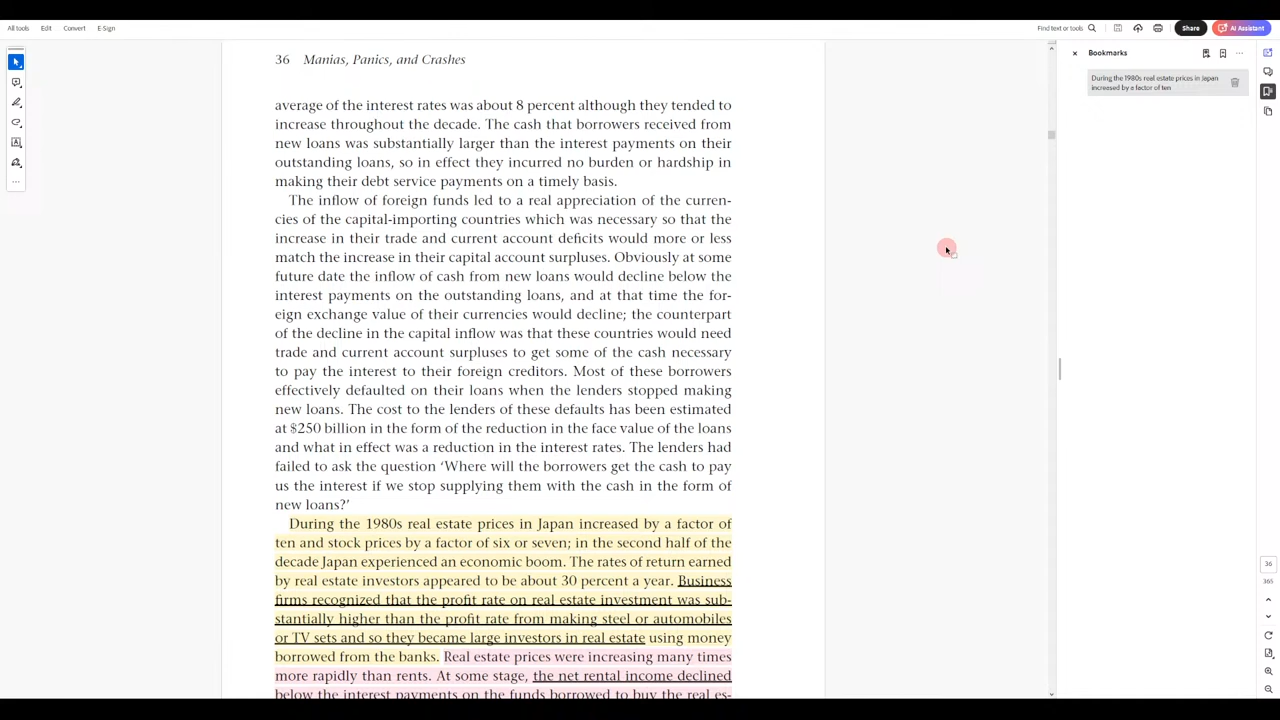 All tools Edit Convert E-Sign
Find text or tools
Share
AI Assistant
Bookmarks
During the 1980s real estate prices in Japan
increased by a factor of ten
36 Manias, Panics, and Crashes
average of the interest rates was about 8 percent although they tended to
increase throughout the decade. The cash that borrowers received from
new loans was substantially larger than the interest payments on their
outstanding loans, so in effect they incurred no burden or hardship in
making their debt service payments on a timely basis.
The inflow of foreign funds led to a real appreciation of the curren-
cies of the capital-importing countries which was necessary so that the
increase in their trade and current account deficits would more or less
match the increase in their capital account surpluses. Obviously at some
future date the inflow of cash from new loans would decline below the
interest payments on the outstanding loans, and at that time the for-
eign exchange value of their currencies would decline; the counterpart
of the decline in the capital inflow was that these countries would need
trade and current account surpluses to get some of the cash necessary
to pay the interest to their foreign creditors. Most of these borrowers
effectively defaulted on their loans when the lenders stopped making
new loans. The cost to the lenders of these defaults has been estimated
at $250 billion in the form of the reduction in the face value of the loans
and what in effect was a reduction in the interest rates. The lenders had
failed to ask the question ‘Where will the borrowers get the cash to pay
us the interest if we stop supplying them with the cash in the form of
new loans?’
During the 1980s real estate prices in Japan increased by a factor of
ten and stock prices by a factor of six or seven; in the second half of the
decade Japan experienced an economic boom. The rates of return earned
by real estate investors appeared to be about 30 percent a year. Business
firms recognized that the profit rate on real estate investment was sub-
stantially higher than the profit rate from making steel or automobiles
or TV sets and so they became large investors in real estate using money
borrowed from the banks. Real estate prices were increasing many times
more rapidly than rents. At some stage, the net rental income declined
below the interest payments on the funds borrowed to buy the real es-
36
365